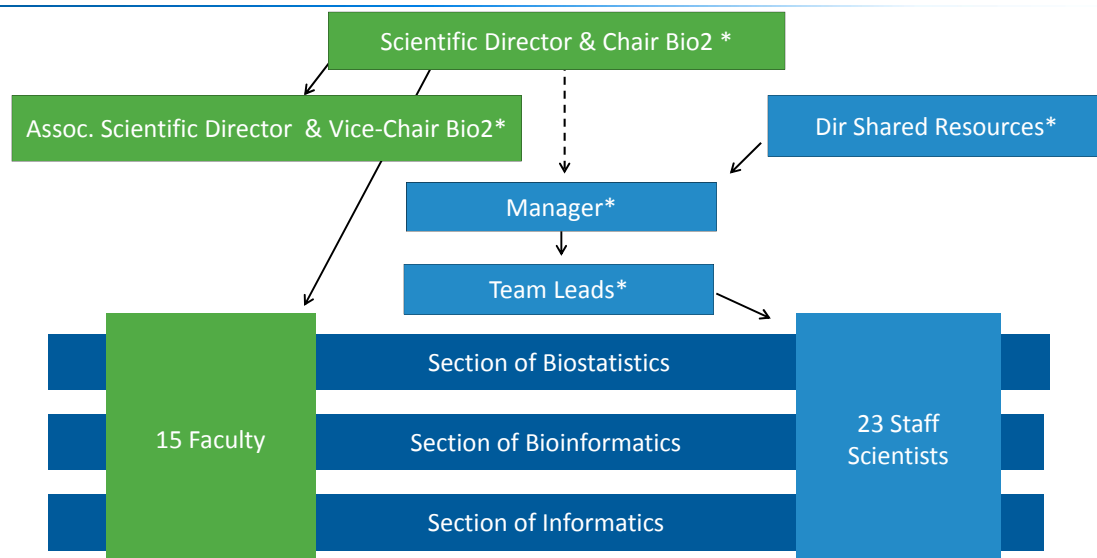 Scientific Director & Chair Bio2 *
Assoc. Scientific Director & Vice-Chair Bio2*
Dir Shared Resources*
Manager*
Team Leads*
Section of Biostatistics
15 Faculty
Section of Bioinformatics
23 Staff
Scientists
Section of Informatics